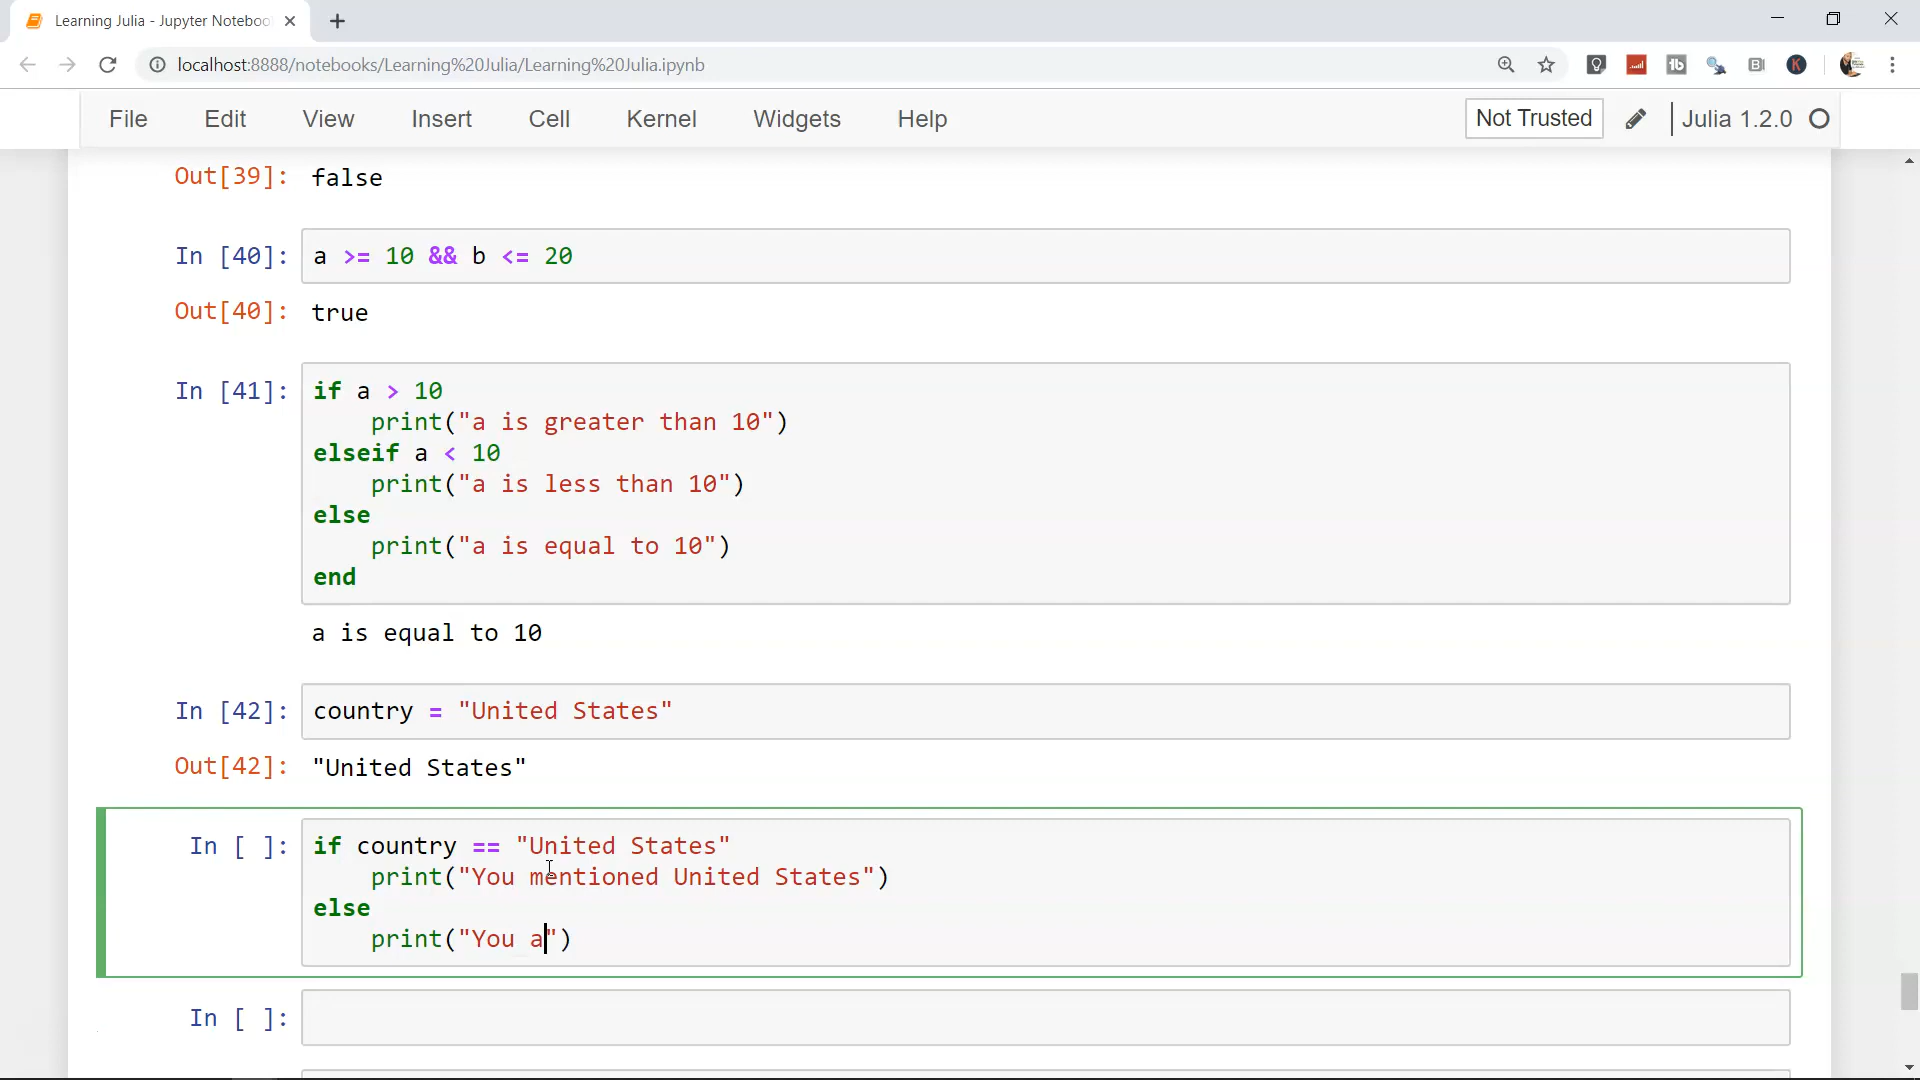 Learning Julia - Jupyter Noteboo
localhost:8888/notebooks/Learning%20Julia/Learning%20Julia.ipynb
File Edit View Insert Cell Kernel Widgets Help Not Trusted Julia 1.2.0
Out[39]: false
In [40]: a >= 10 && b <= 20
Out[40]: true
In [41]: if a > 10
print("a is greater than 10")
elseif a < 10
print("a is less than 10")
else
print("a is equal to 10")
end
a is equal to 10
In [42]: country = "United States"
Out[42]: "United States"
In [ ]: if country == "United States"
print("You mentioned United States")
else
print("You a")
In [ ]: